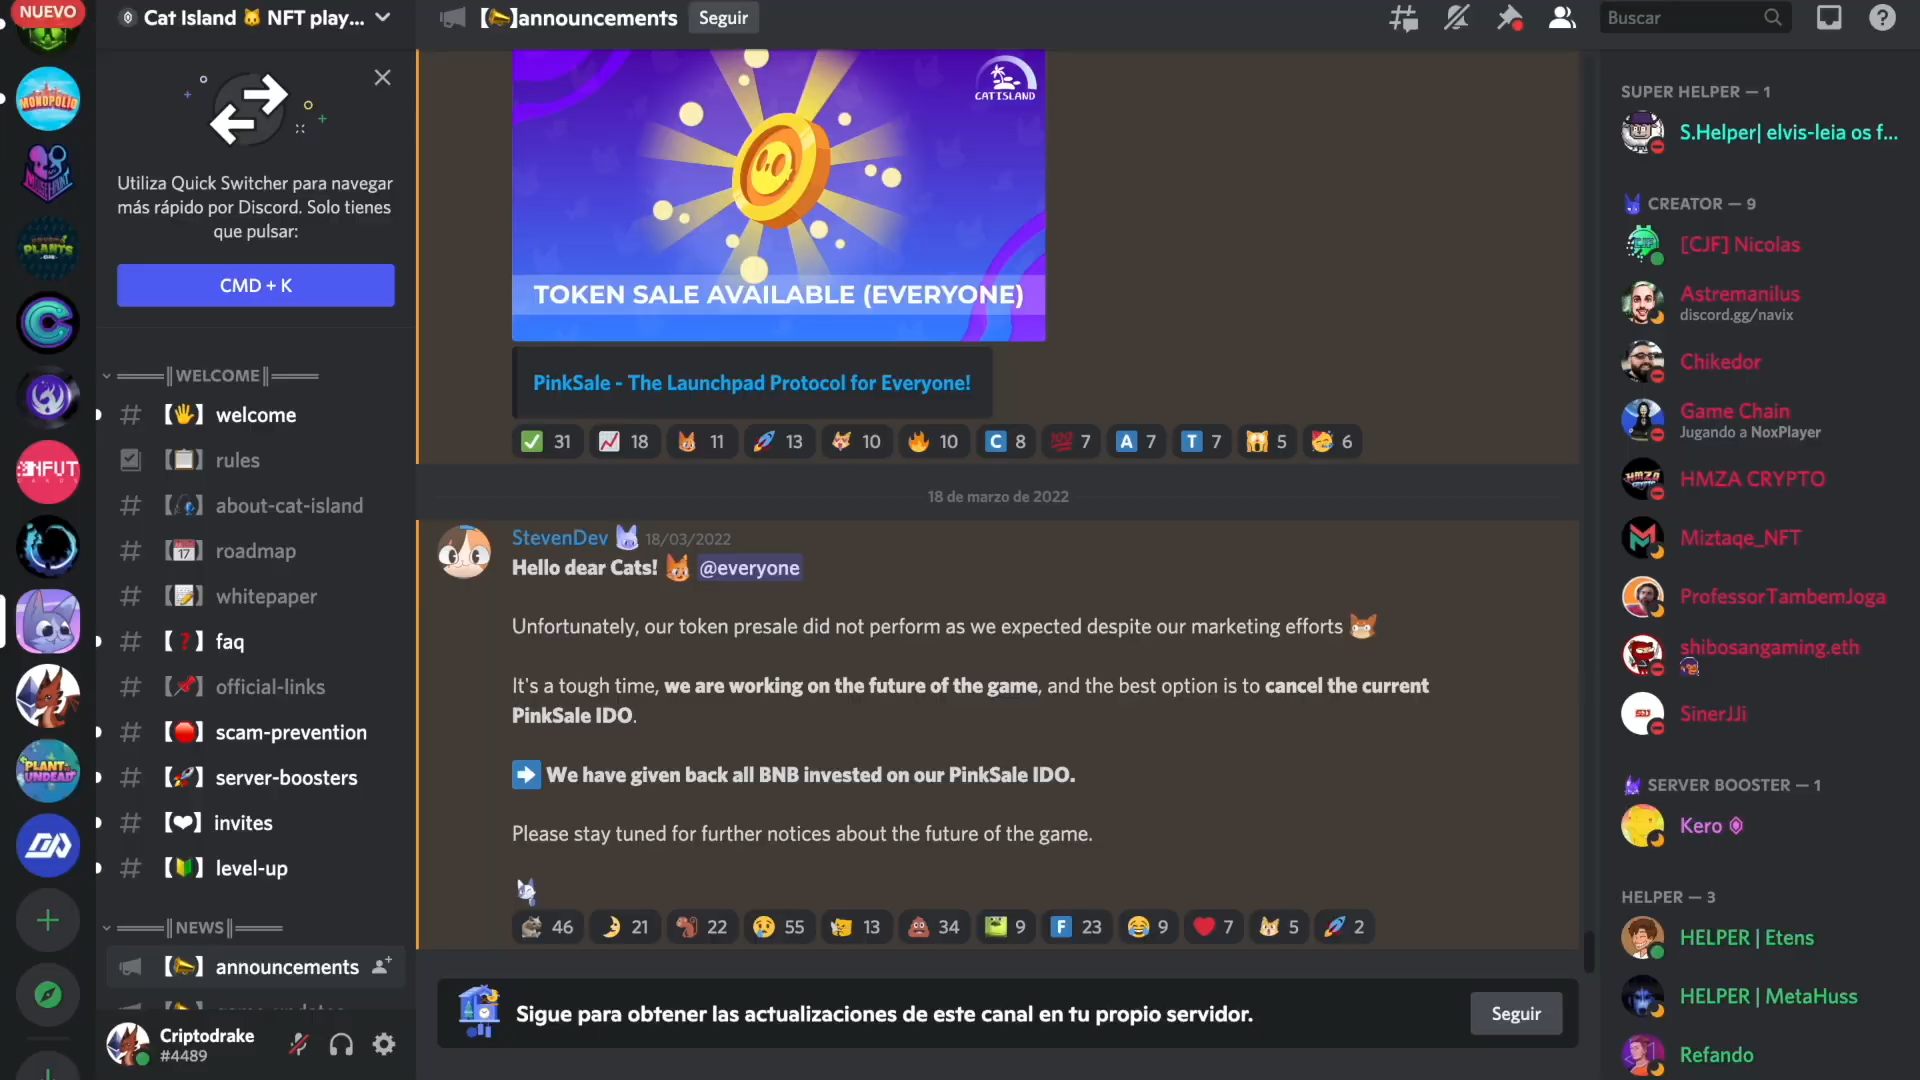 NUEVO
Cat Island 🐱 NFT play...
Utiliza Quick Switcher para navegar
más rápido por Discord. Solo tienes
que pulsar:
CMD + K
WELCOME
welcome
rules
about-cat-island
roadmap
whitepaper
faq
official-links
scam-prevention
server-boosters
invites
level-up
NEWS
announcements
Criptodrake
#4489
MONOPOLIO
PLANTS
NFUT
PLANT
UNDEAD
【📣】announcements
Seguir
Buscar
CAT ISLAND
TOKEN SALE AVAILABLE (EVERYONE)
PinkSale - The Launchpad Protocol for Everyone!
31 18 11 13 10 10 C 8 7 A 7 T 7 5 6
18 de marzo de 2022
StevenDev 18/03/2022
Hello dear Cats! @everyone
Unfortunately, our token presale did not perform as we expected despite our marketing efforts
It's a tough time, we are working on the future of the game, and the best option is to cancel the current
PinkSale IDO.
We have given back all BNB invested on our PinkSale IDO.
Please stay tuned for further notices about the future of the game.
46 21 22 55 13 34 9 F 23 9 7 5 2
Sigue para obtener las actualizaciones de este canal en tu propio servidor.
Seguir
SUPER HELPER — 1
S.Helper| elvis-leia os f...
CREATOR — 9
[CJF] Nicolas
Astremanilus
discord.gg/navix
Chikedor
Game Chain
Jugando a NoxPlayer
HMZA CRYPTO
Miztaqe_NFT
ProfessorTambemJoga
shibosangaming.eth
SinerJJi
SERVER BOOSTER — 1
Kero
HELPER — 3
HELPER | Etens
HELPER | MetaHuss
Refando